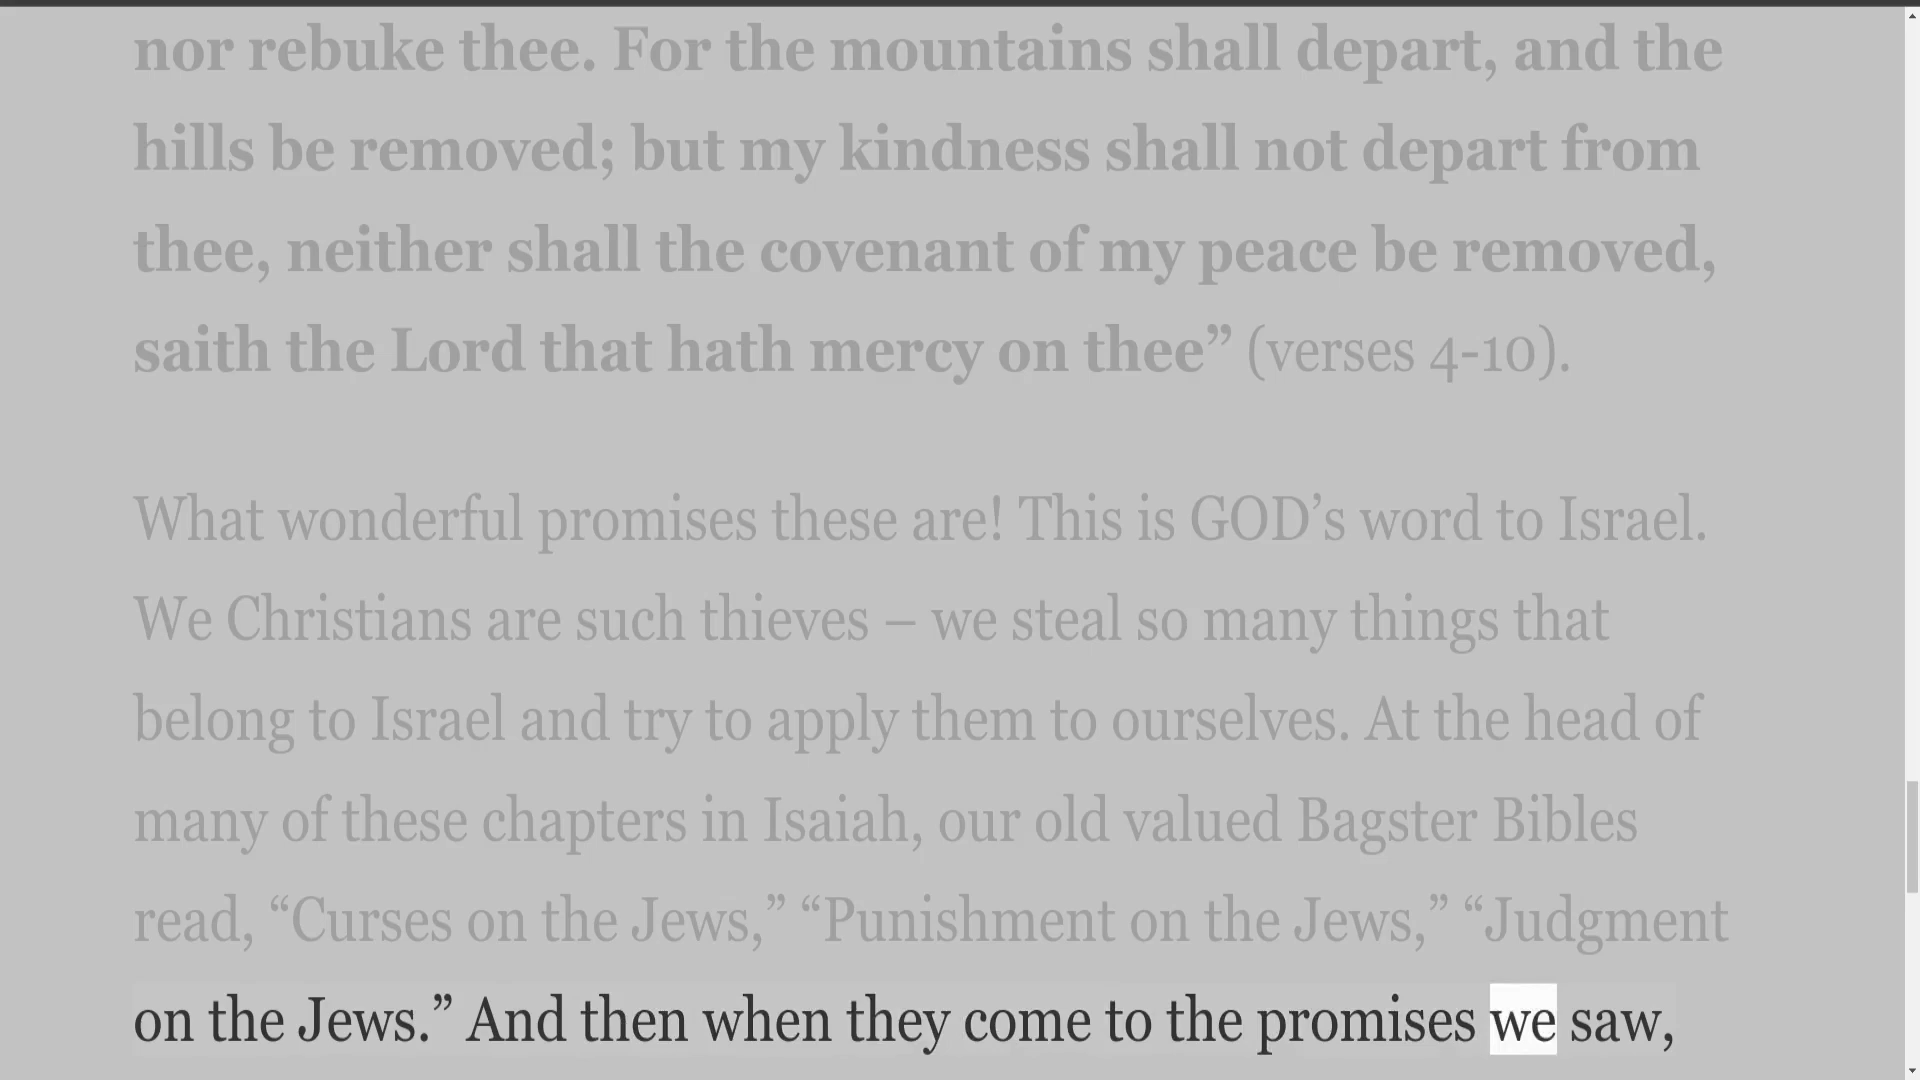 nor rebuke thee. For the mountains shall depart, and the
hills be removed; but my kindness shall not depart from
thee, neither shall the covenant of my peace be removed,
saith the Lord that hath mercy on thee” (verses 4-10).
What wonderful promises these are! This is GOD’s word to Israel.
We Christians are such thieves – we steal so many things that
belong to Israel and try to apply them to ourselves. At the head of
many of these chapters in Isaiah, our old valued Bagster Bibles
read, “Curses on the Jews,” “Punishment on the Jews,” “Judgment
on the Jews.” And then when they come to the promises we saw,